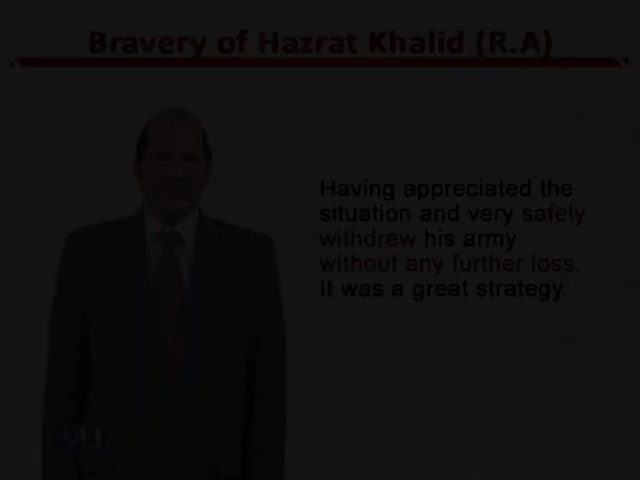 Bravery of Hazrat Khalid (R.A)
Having appreciated the
situation and very safely
withdrew his army
without any further loss.
It was a great strategy.